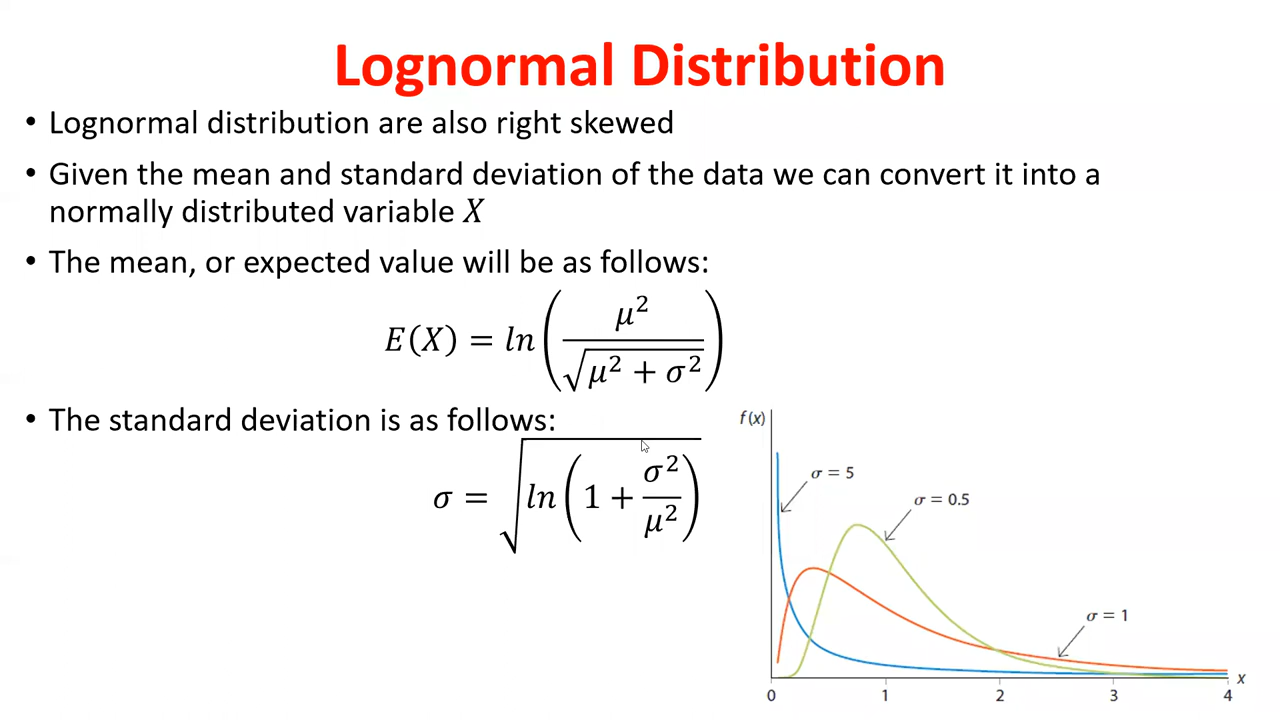 Lognormal Distribution
• Lognormal distribution are also right skewed
• Given the mean and standard deviation of the data we can convert it into a
normally distributed variable X
• The mean, or expected value will be as follows:
E(X) = ln(μ² / √(μ² + σ²))
• The standard deviation is as follows:
σ = √(ln(1 + σ²/μ²))
f(x)
σ = 5
σ = 0.5
σ = 1
x
0 1 2 3 4